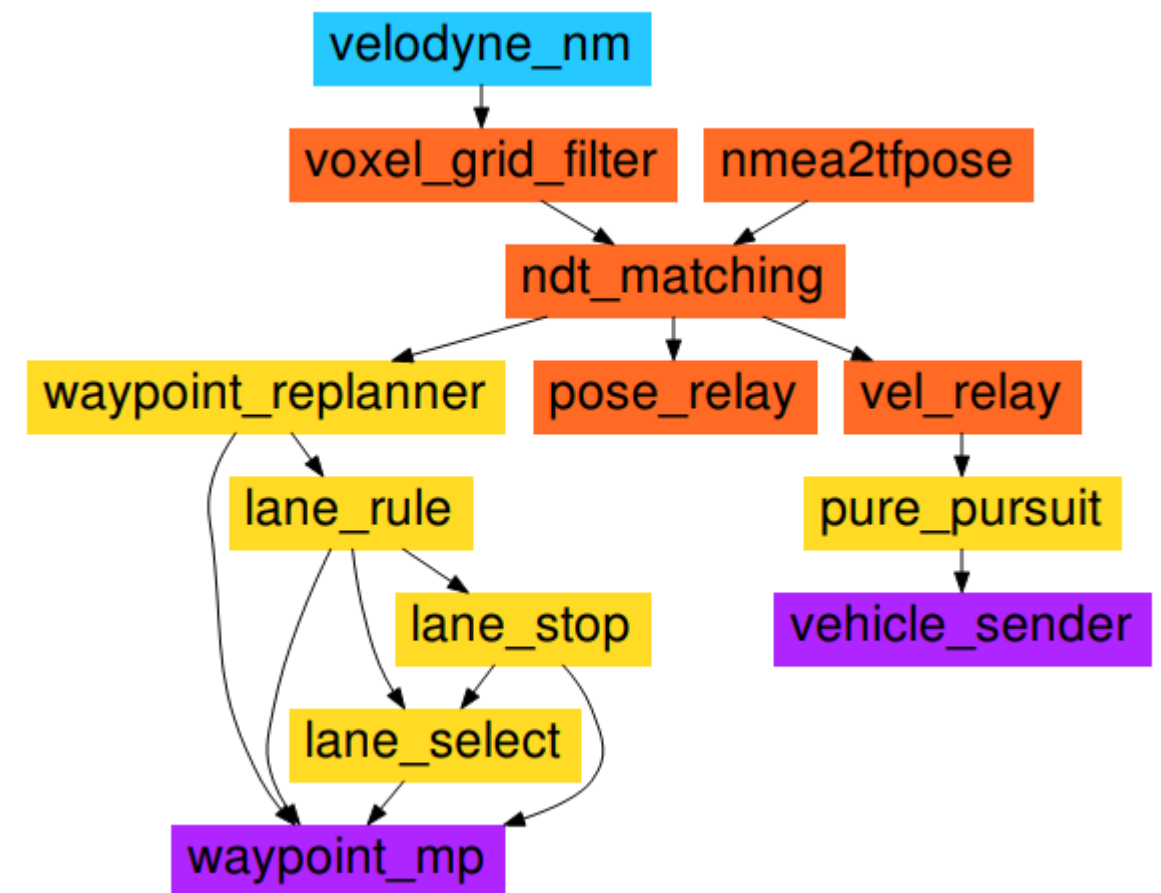 velodyne_nm
voxel_grid_filter
nmea2tfpose
ndt_matching
waypoint_replanner
pose_relay
vel_relay
lane_rule
pure_pursuit
lane_stop
vehicle_sender
lane_select
waypoint_mp